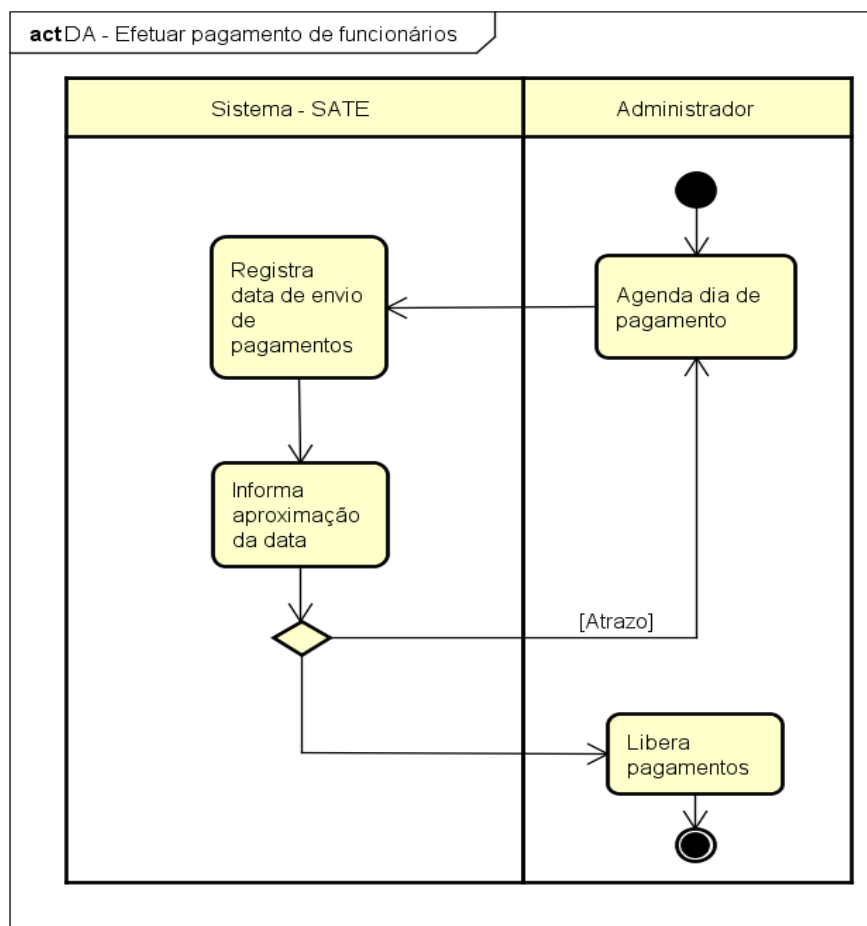 act DA - Efetuar pagamento de funcionários
Sistema - SATE
Administrador
Registra
data de envio
de
pagamentos
Agenda dia de
pagamento
Informa
aproximação
da data
[Atrazo]
Libera
pagamentos